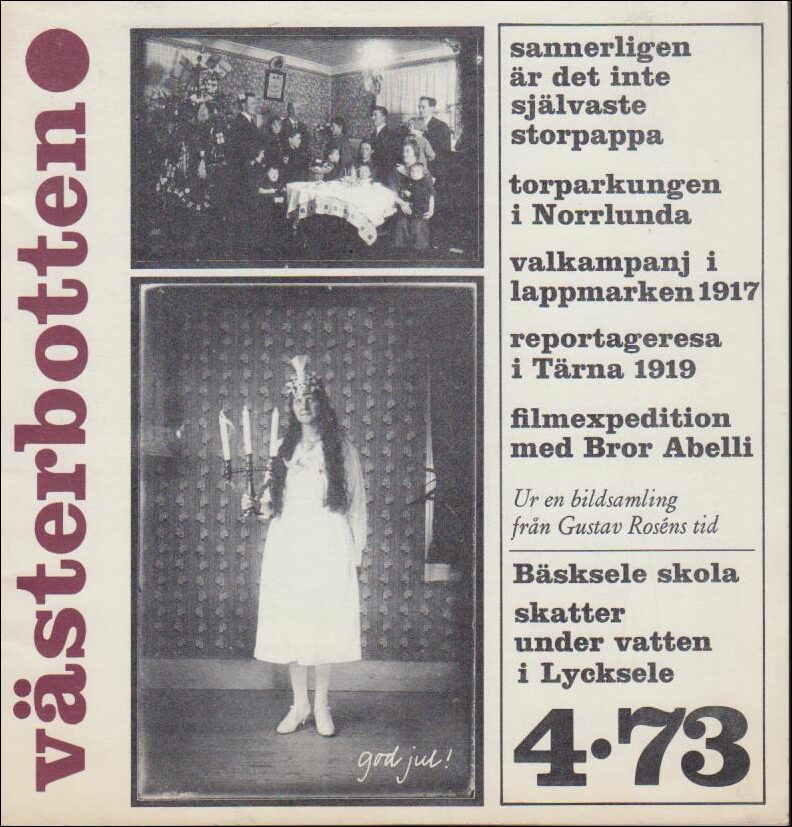 västerbotten
sannerligen
är det inte
självaste
storpappa
torparkungen
i Norrlunda
valkampanj i
lappmarken 1917
reportageresa
i Tärna 1919
filmexpedition
med Bror Abelli
Ur en bildsamling
från Gustav Roséns tid
Bäsksele skola
skatter
under vatten
i Lycksele
4·73
god jul!